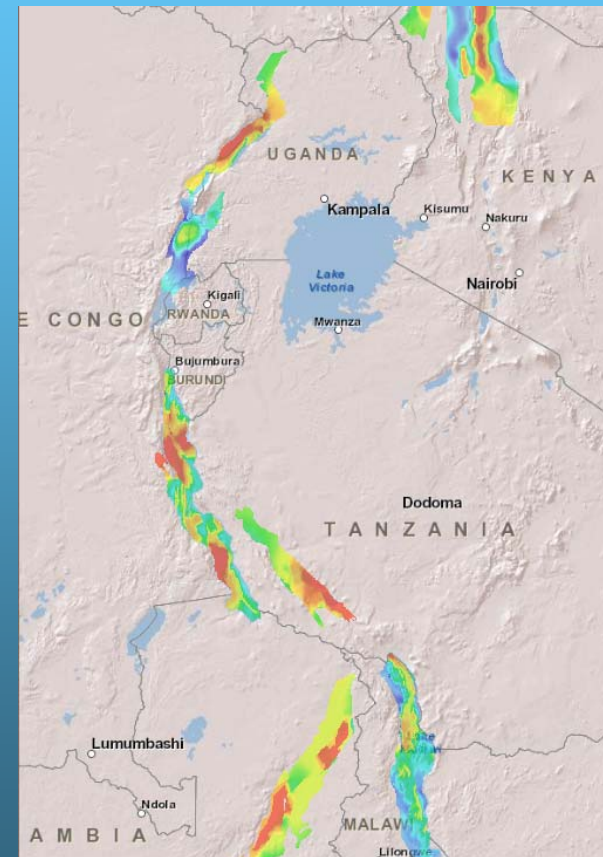 UGANDA
KENYA
Kampala
Kisumu
Nakuru
Lake
Victoria
Nairobi
Kigali
RWANDA
E CONGO
Mwanza
Bujumbura
BURUNDI
Dodoma
TANZANIA
Lake
Lumumbashi
Ndola
MALAWI
AMBIA
Lilongwe